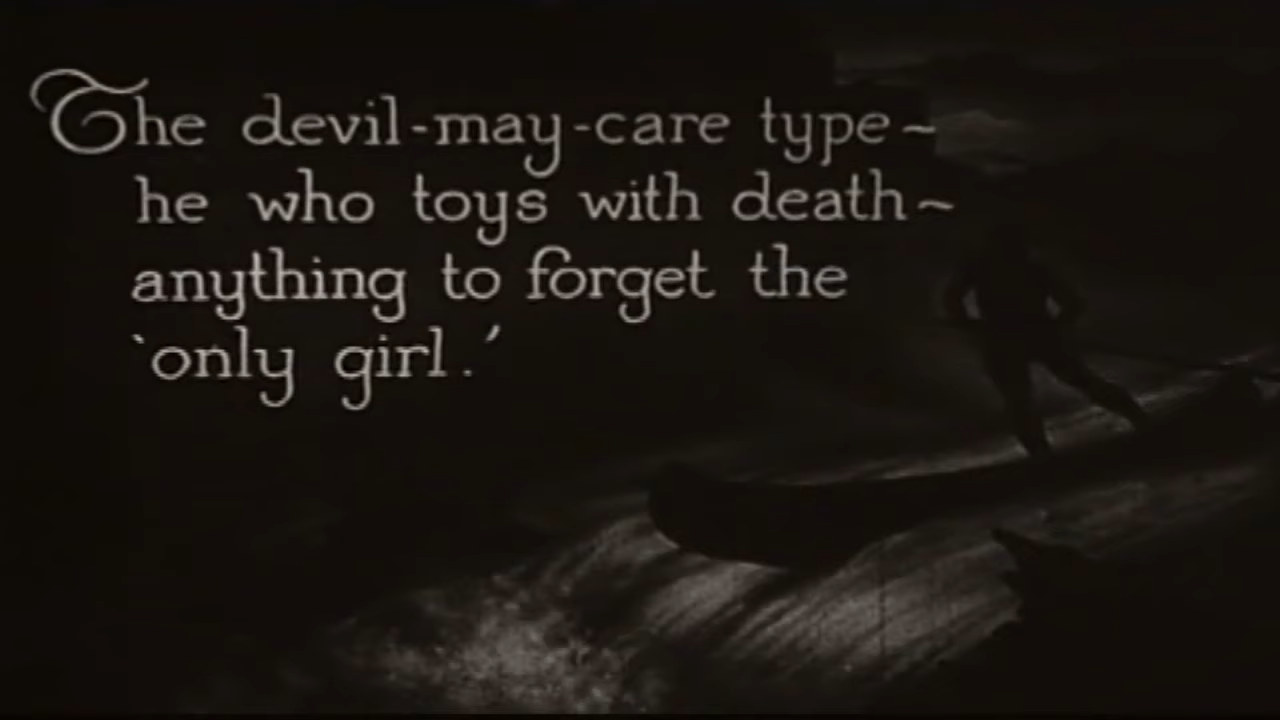 The devil-may-care type~
he who toys with death~
anything to forget the
‘only girl.’